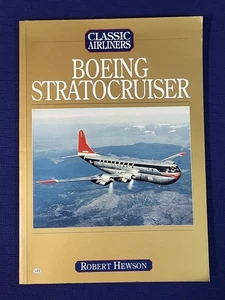 CLASSIC
AIRLINERS
BOEING
STRATOCRUISER
ROBERT HEWSON